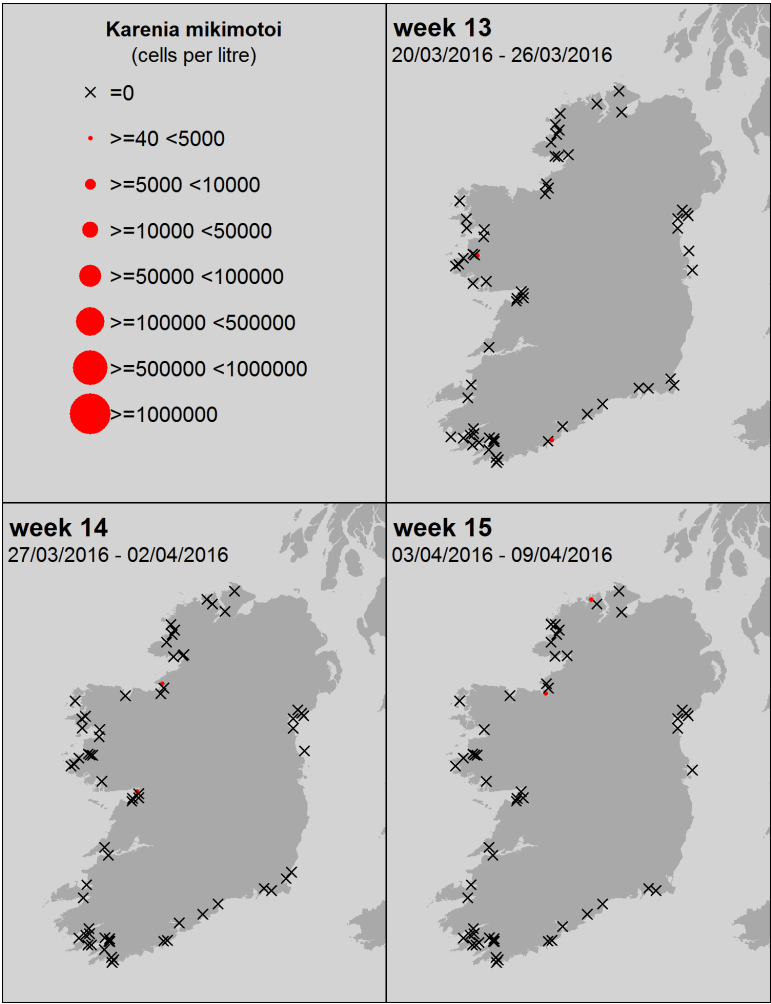 Karenia mikimotoi
(cells per litre)
=0
>=40 <5000
>=5000 <10000
>=10000 <50000
>=50000 <100000
>=100000 <500000
>=500000 <1000000
>=1000000
week 13
20/03/2016 - 26/03/2016
week 14
27/03/2016 - 02/04/2016
week 15
03/04/2016 - 09/04/2016